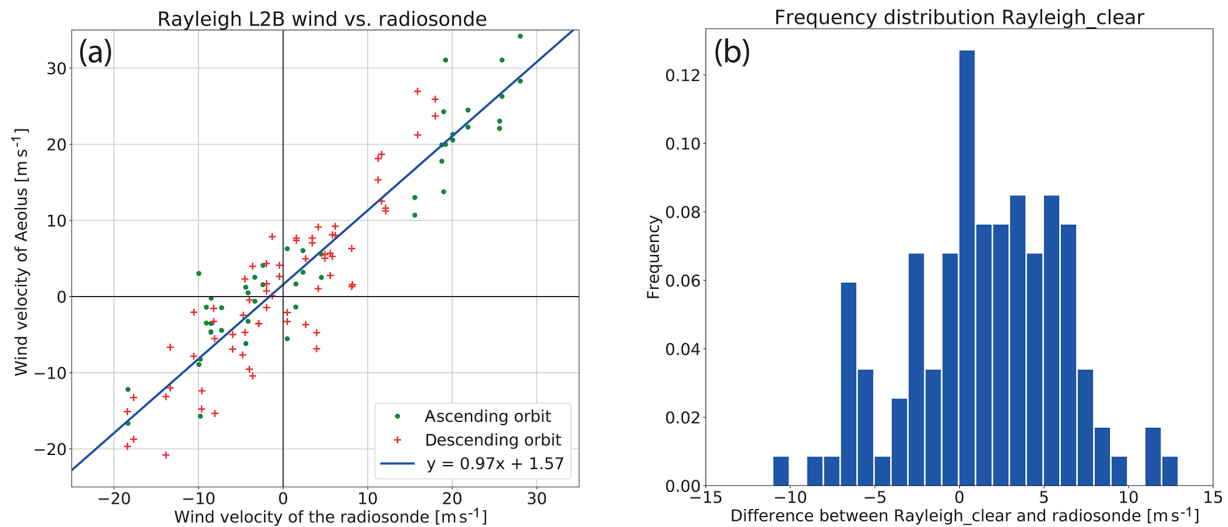 Rayleigh L2B wind vs. radiosonde
(a)
Wind velocity of Aeolus [m s⁻¹]
30
20
10
0
−10
−20
Ascending orbit
Descending orbit
y = 0.97x + 1.57
−20 −10 0 10 20 30
Wind velocity of the radiosonde [m s⁻¹]
Frequency distribution Rayleigh_clear
(b)
Frequency
0.12
0.10
0.08
0.06
0.04
0.02
0.00
−15 −10 −5 0 5 10 15
Difference between Rayleigh_clear and radiosonde [m s⁻¹]